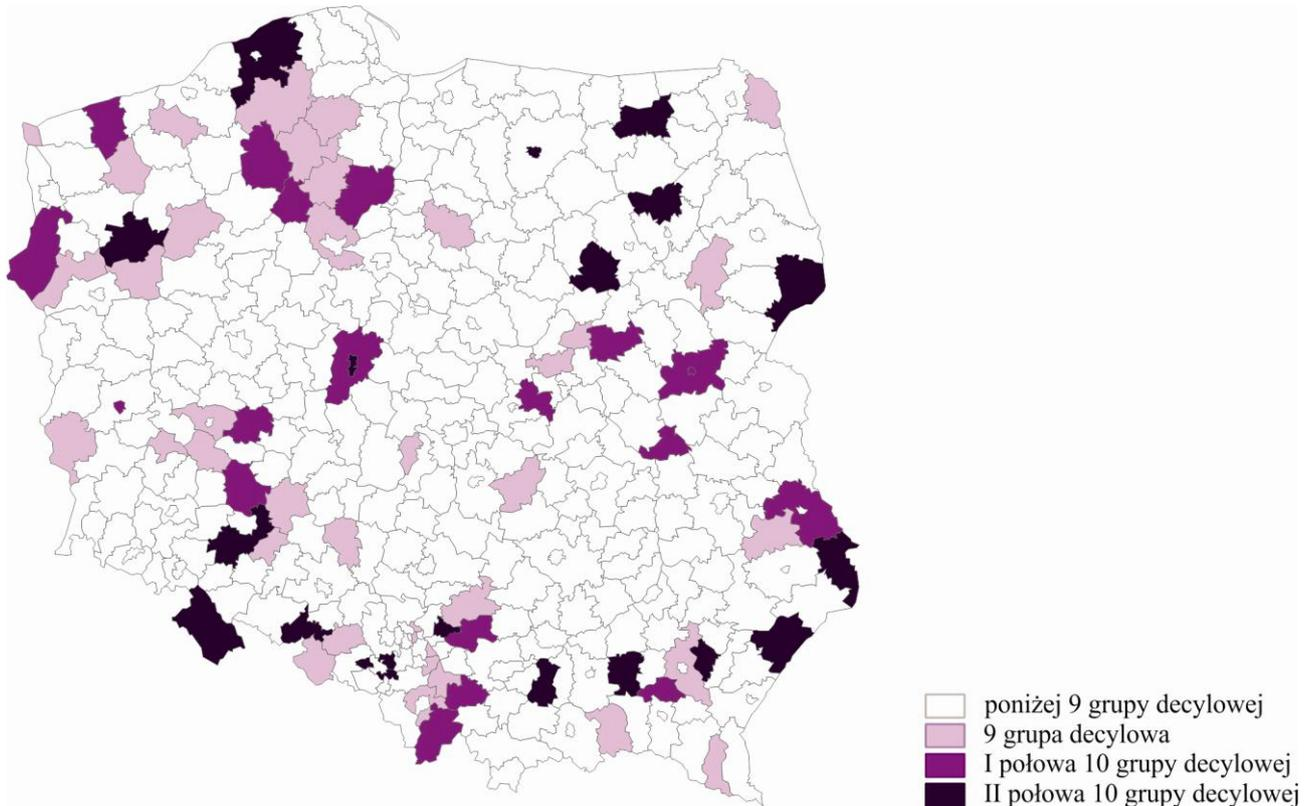 poniżej 9 grupy decylowej
9 grupa decylowa
I połowa 10 grupy decylowej
II połowa 10 grupy decylowej